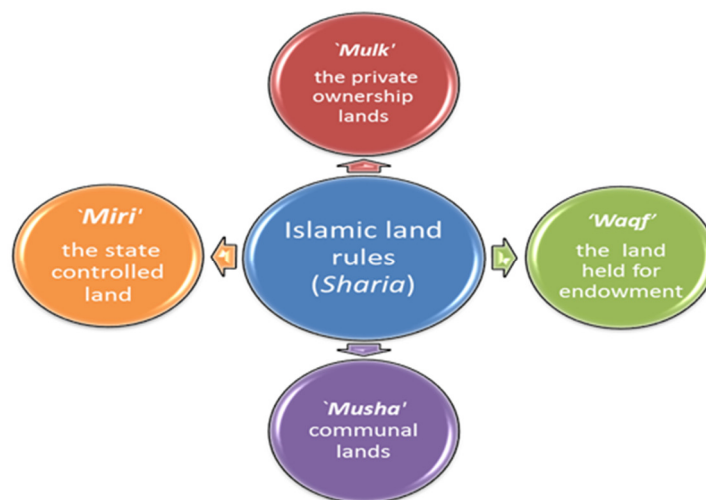 `Mulk'
the private
ownership
lands
`Miri'
the state
controlled
land
Islamic land
rules
(Sharia)
‘Waqf’
the land
held for
endowment
`Musha'
communal
lands